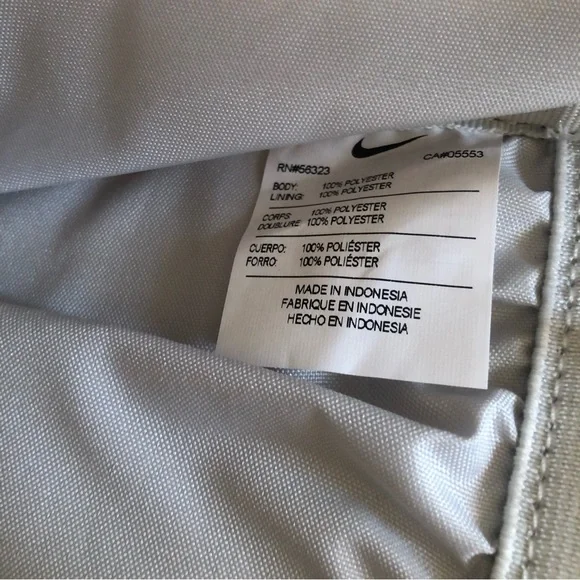 RN#56323 CA#05553
BODY: 100% POLYESTER
LINING: 100% POLYESTER
CORPS: 100% POLYESTER
DOUBLURE: 100% POLYESTER
CUERPO: 100% POLIÉSTER
FORRO: 100% POLIÉSTER
MADE IN INDONESIA
FABRIQUE EN INDONESIE
HECHO EN INDONESIA